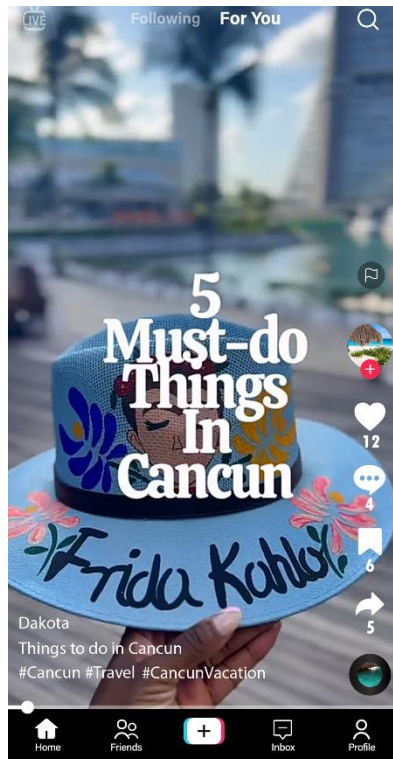 LIVE
Following For You
5
Must-do
Things
In
Cancun
12
4
6
5
Frida Kahlo
Dakota
Things to do in Cancun
#Cancun #Travel #CancunVacation
Home Friends Inbox Profile